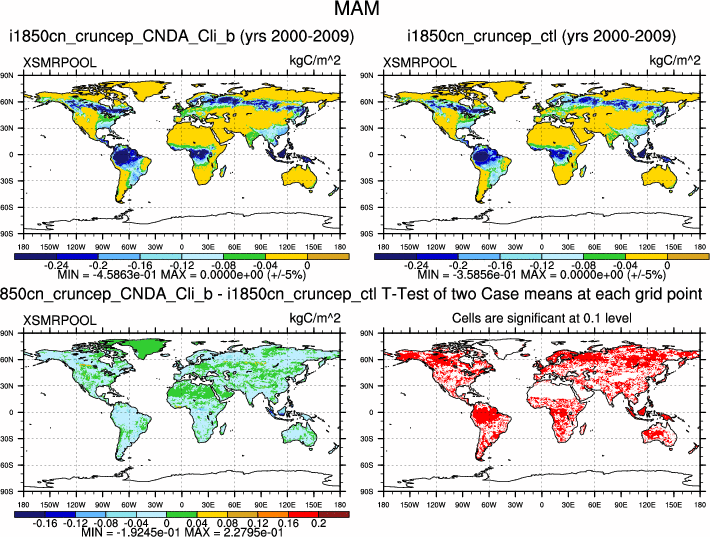 MAM
i1850cn_cruncep_CNDA_Cli_b (yrs 2000-2009)
i1850cn_cruncep_ctl (yrs 2000-2009)
XSMRPOOL kgC/m^2
XSMRPOOL kgC/m^2
90N
60N
30N
0
30S
60S
90S
180 150W 120W 90W 60W 30W 0 30E 60E 90E 120E 150E 180
90N
60N
30N
0
30S
60S
90S
180 150W 120W 90W 60W 30W 0 30E 60E 90E 120E 150E 180
-0.24 -0.2 -0.16 -0.12 -0.08 -0.04 0
MIN = -4.5863e-01 MAX = 0.0000e+00 (+/-5%)
-0.24 -0.2 -0.16 -0.12 -0.08 -0.04 0
MIN = -3.5856e-01 MAX = 0.0000e+00 (+/-5%)
850cn_cruncep_CNDA_Cli_b - i1850cn_cruncep_ctl
T-Test of two Case means at each grid point
XSMRPOOL kgC/m^2
Cells are significant at 0.1 level
90N
60N
30N
0
30S
60S
90S
180 150W 120W 90W 60W 30W 0 30E 60E 90E 120E 150E 180
90N
60N
30N
0
30S
60S
90S
180 150W 120W 90W 60W 30W 0 30E 60E 90E 120E 150E 180
-0.16 -0.12 -0.08 -0.04 0 0.04 0.08 0.12 0.16 0.2
MIN = -1.9245e-01 MAX = 2.2795e-01